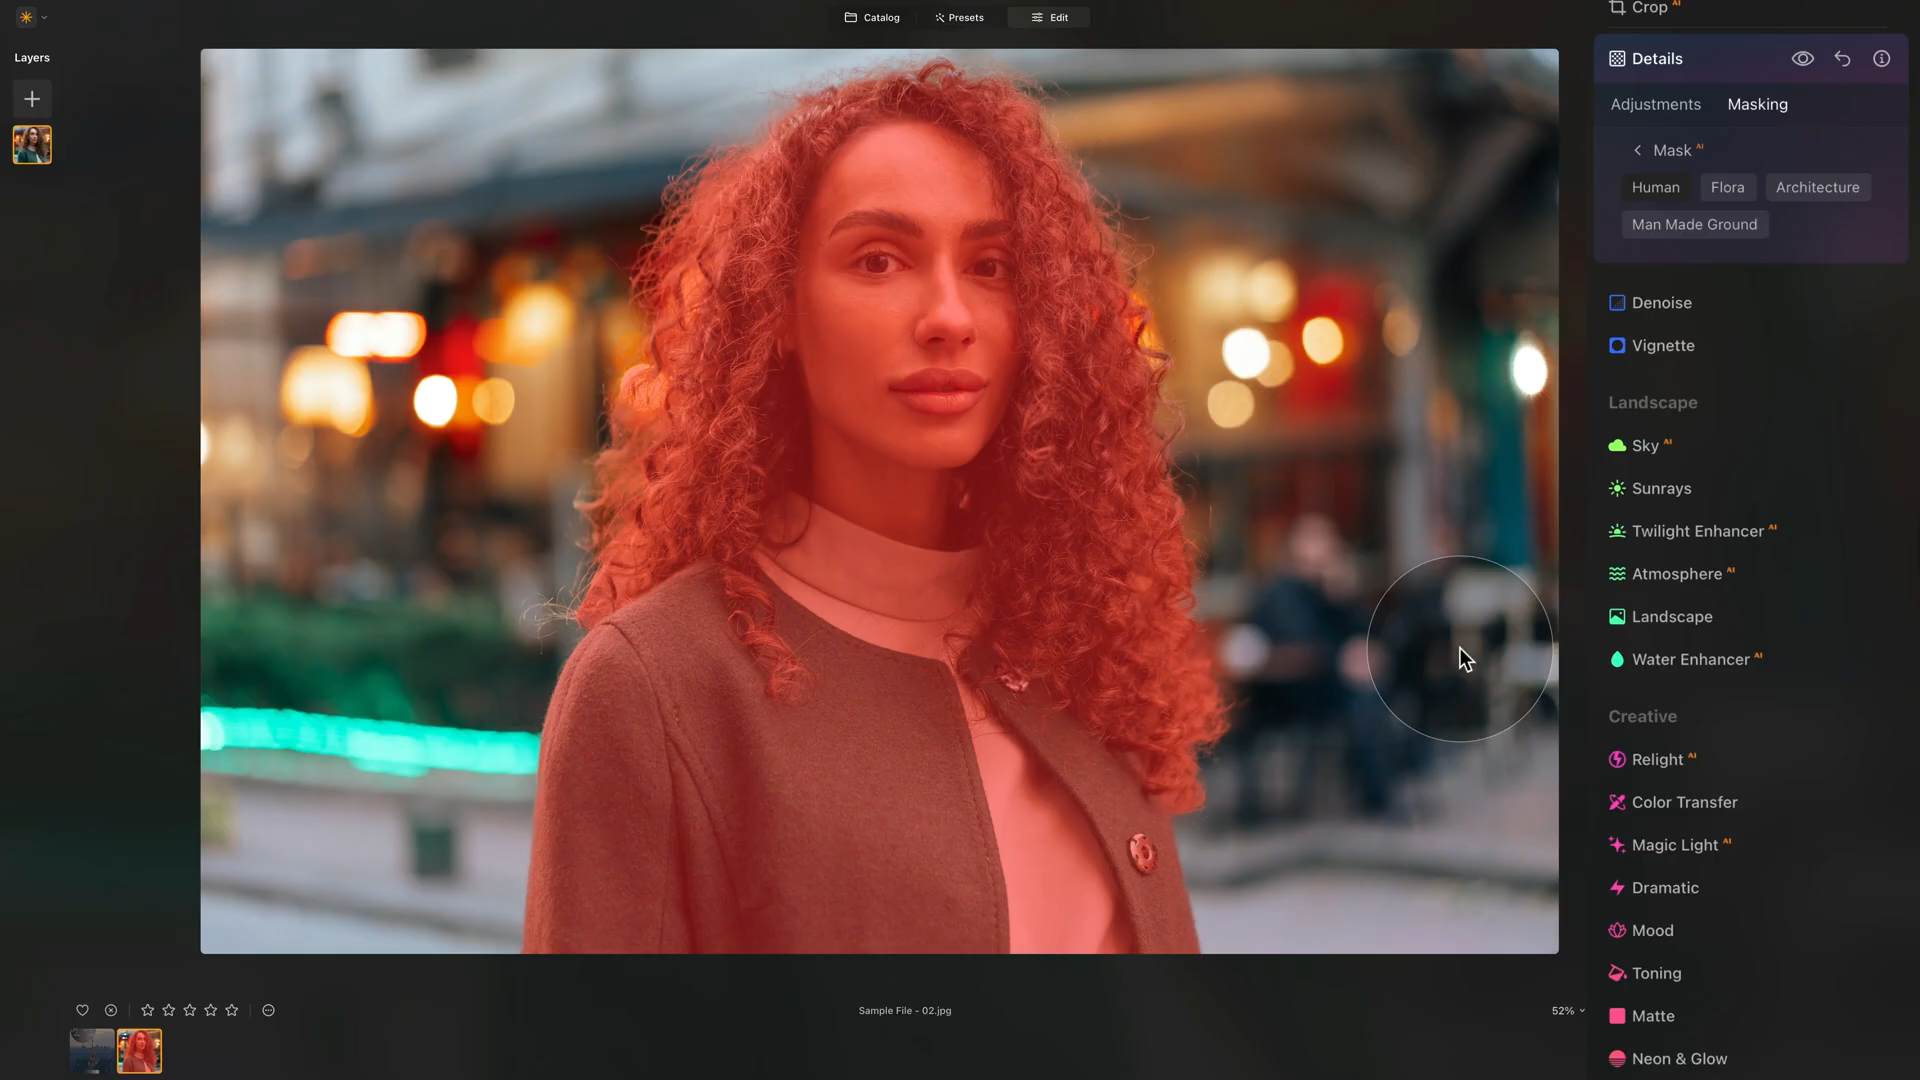 Catalog
Presets
Edit
Layers
Crop AI
Details
Adjustments
Masking
Mask AI
Human
Flora
Architecture
Man Made Ground
Denoise
Vignette
Landscape
Sky AI
Sunrays
Twilight Enhancer AI
Atmosphere AI
Landscape
Water Enhancer AI
Creative
Relight AI
Color Transfer
Magic Light AI
Dramatic
Mood
Toning
Matte
Neon & Glow
Sample File - 02.jpg
52%